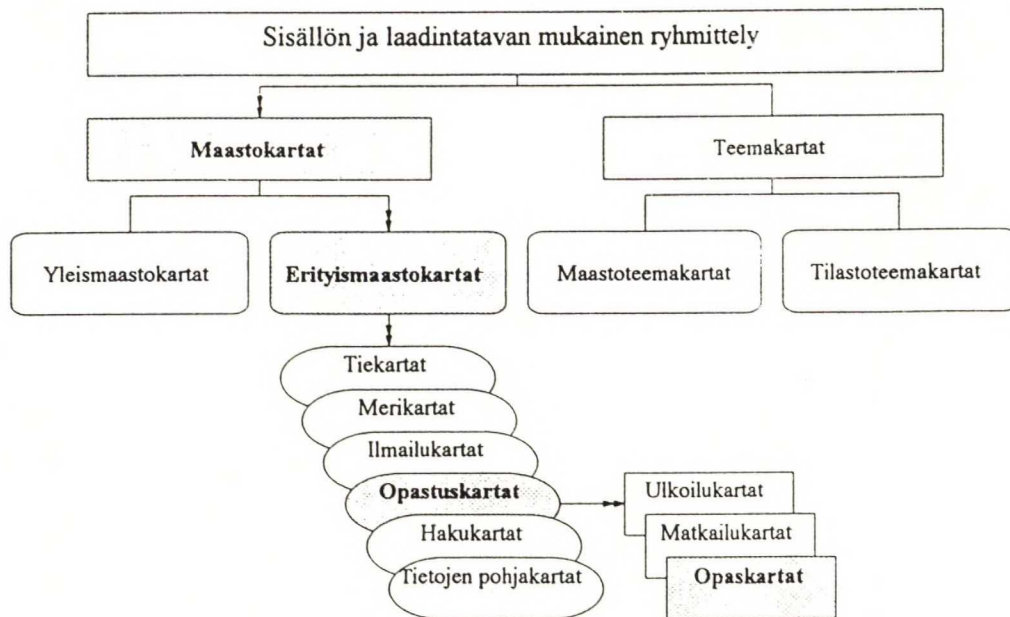 Sisällön ja laadintatavan mukainen ryhmittely
Maastokartat
Teemakartat
Yleismaastokartat
Erityismaastokartat
Maastoteemakartat
Tilastoteemakartat
Tiekartat
Merikartat
Ilmailukartat
Opastuskartat
Ulkoilukartat
Hakukartat
Matkailukartat
Tietojen pohjakartat
Opaskartat